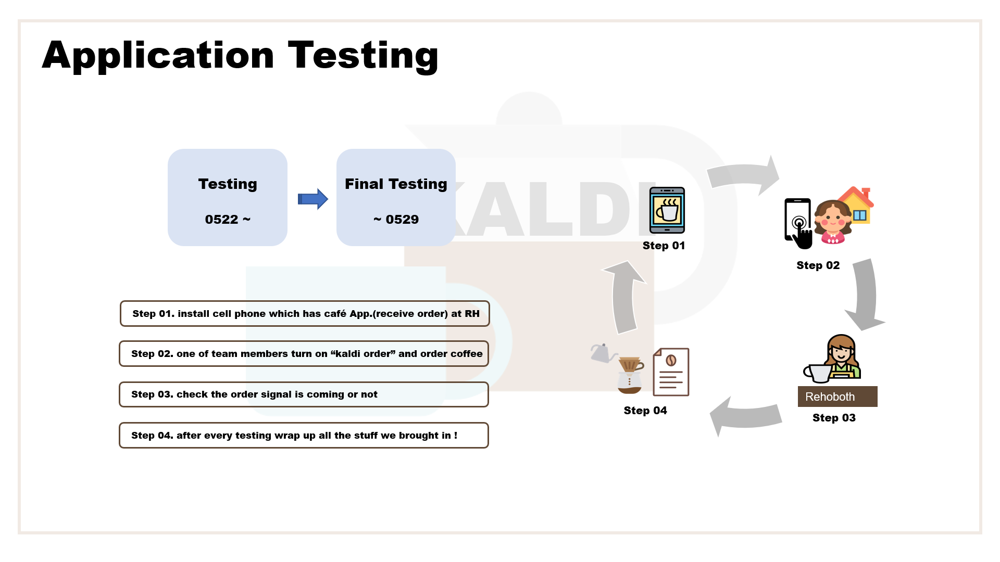 Application Testing
Testing
0522 ~
Final Testing
~ 0529
KALDI
Step 01. install cell phone which has café App.(receive order) at RH
Step 02. one of team members turn on “kaldi order” and order coffee
Step 03. check the order signal is coming or not
Step 04. after every testing wrap up all the stuff we brought in !
Step 01
Step 02
Rehoboth
Step 03
Step 04